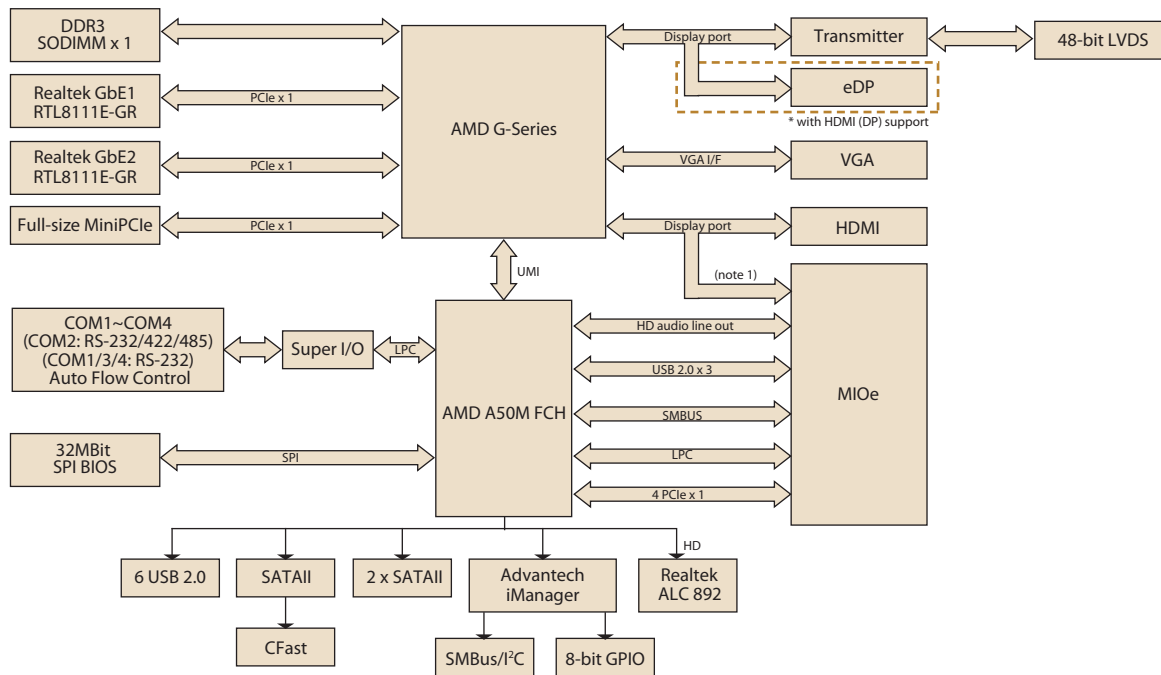 DDR3
SODIMM x 1
Display port
Transmitter
48-bit LVDS
Realtek GbE1
RTL8111E-GR
PCIe x 1
AMD G-Series
eDP
* with HDMI (DP) support
Realtek GbE2
RTL8111E-GR
PCIe x 1
VGA I/F
VGA
Full-size MiniPCIe
PCIe x 1
Display port
HDMI
UMI
(note 1)
COM1~COM4
(COM2: RS-232/422/485)
(COM1/3/4: RS-232)
Auto Flow Control
Super I/O
LPC
AMD A50M FCH
HD audio line out
USB 2.0 x 3
SMBUS
LPC
4 PCIe x 1
MIOe
32MBit
SPI BIOS
SPI
HD
6 USB 2.0
SATAII
2 x SATAII
Advantech
iManager
Realtek
ALC 892
CFast
SMBus/I²C
8-bit GPIO